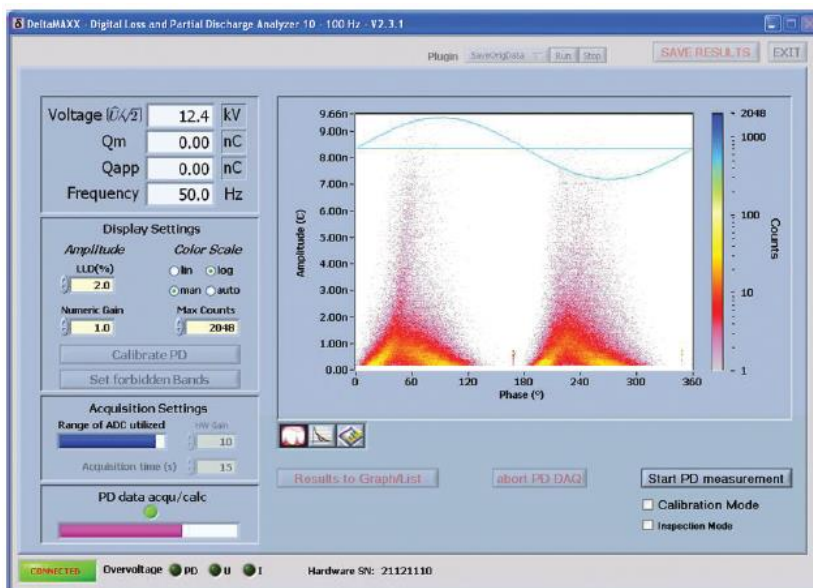 DeltaMAXX - Digital Loss and Partial Discharge Analyzer 10 - 100 Hz - V2.3.1
Plugin SaveOrigData Run Stop SAVE RESULTS EXIT
Voltage [Û/√2] 12.4 kV
Qm 0.00 nC
Qapp 0.00 nC
Frequency 50.0 Hz
Display Settings
Amplitude Color Scale
LLD(%) lin log
2.0
man auto
Numeric Gain Max Counts
1.0 2048
Calibrate PD
Set forbidden Bands
Acquisition Settings
Range of ADC utilized HW Gain
10
Acquisition time (s) 15
PD data acqu/calc
9.66n
9.00n
8.00n
7.00n
6.00n
5.00n
4.00n
3.00n
2.00n
1.00n
0.00
Amplitude (C)
0 60 120 180 240 300 360
Phase (°)
2048
1000
100
10
1
Counts
Results to Graph/List abort PD DAQ Start PD measurement
Calibration Mode
Inspection Mode
CONNECTED Overvoltage PD U I Hardware SN: 21121110